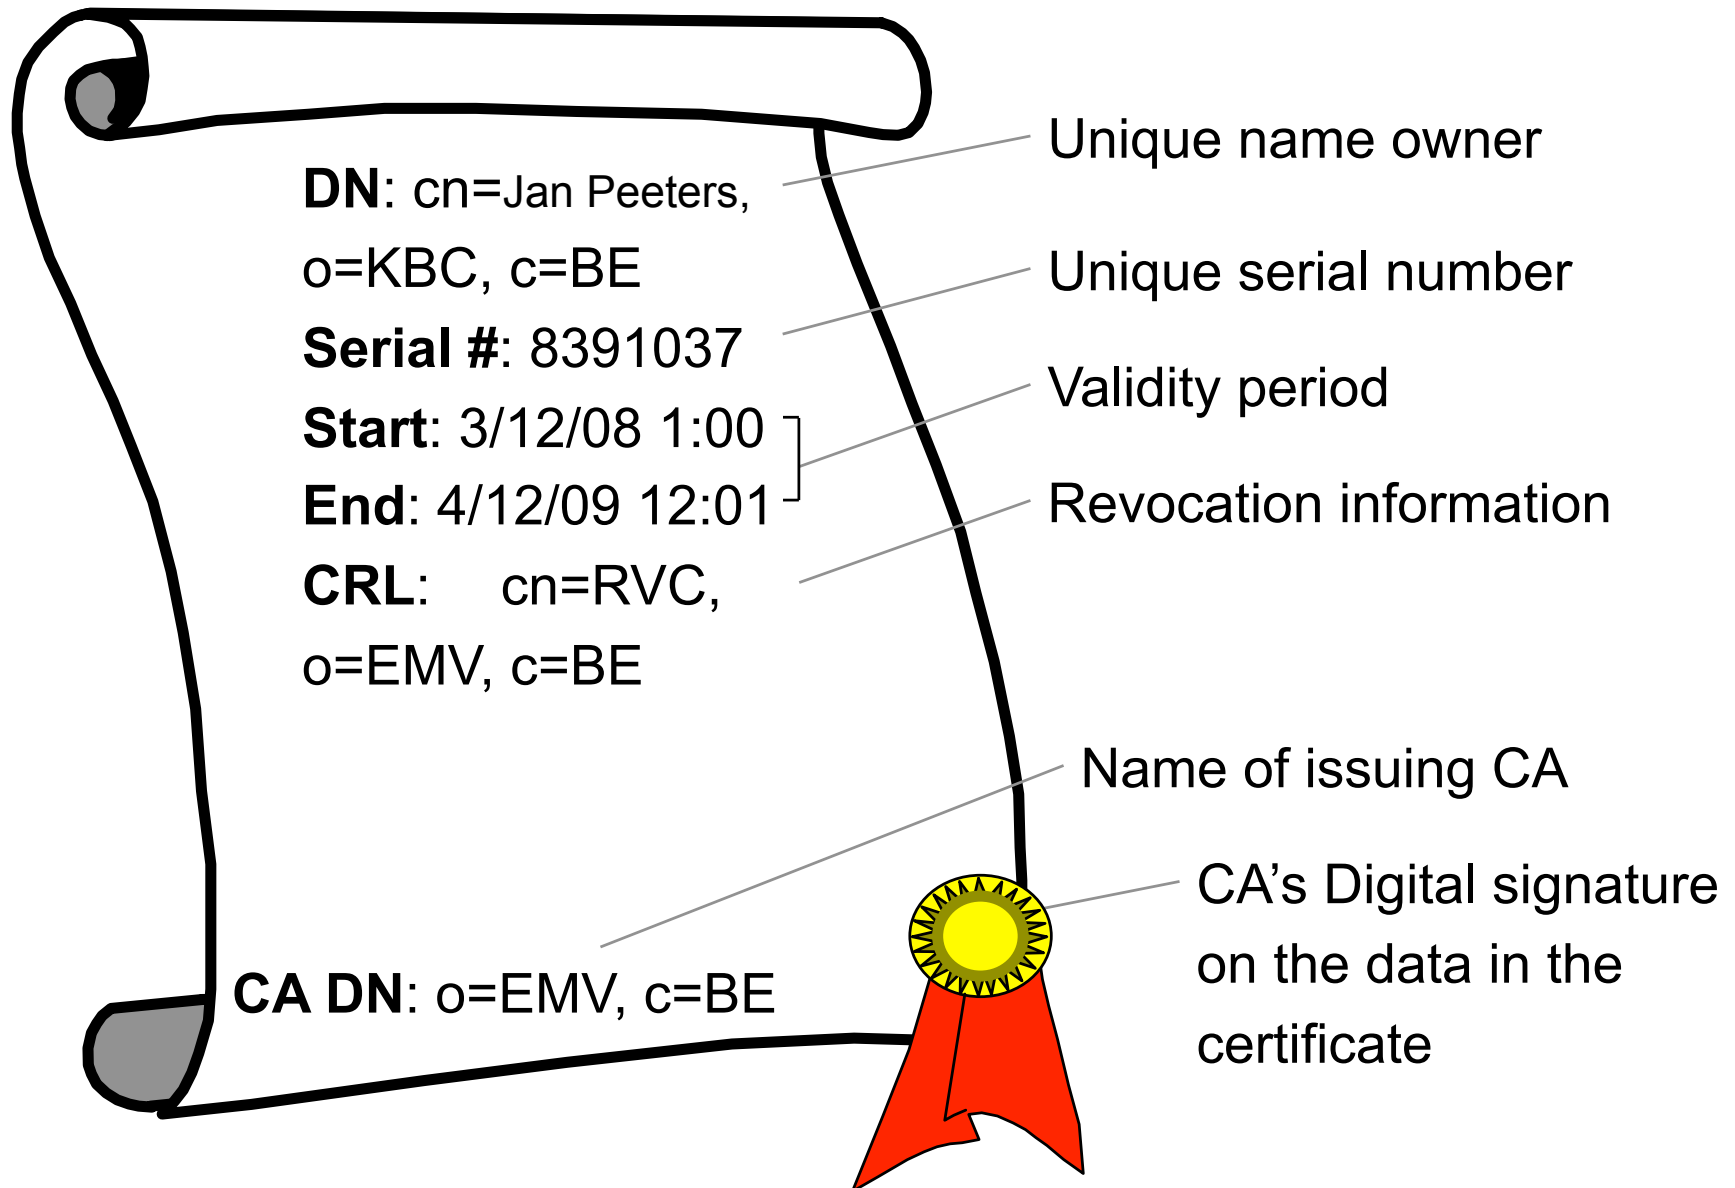 DN: cn=Jan Peeters,
o=KBC, c=BE
Serial #: 8391037
Start: 3/12/08 1:00
End: 4/12/09 12:01
CRL: cn=RVC,
o=EMV, c=BE
CA DN: o=EMV, c=BE
Unique name owner
Unique serial number
Validity period
Revocation information
Name of issuing CA
CA’s Digital signature
on the data in the
certificate